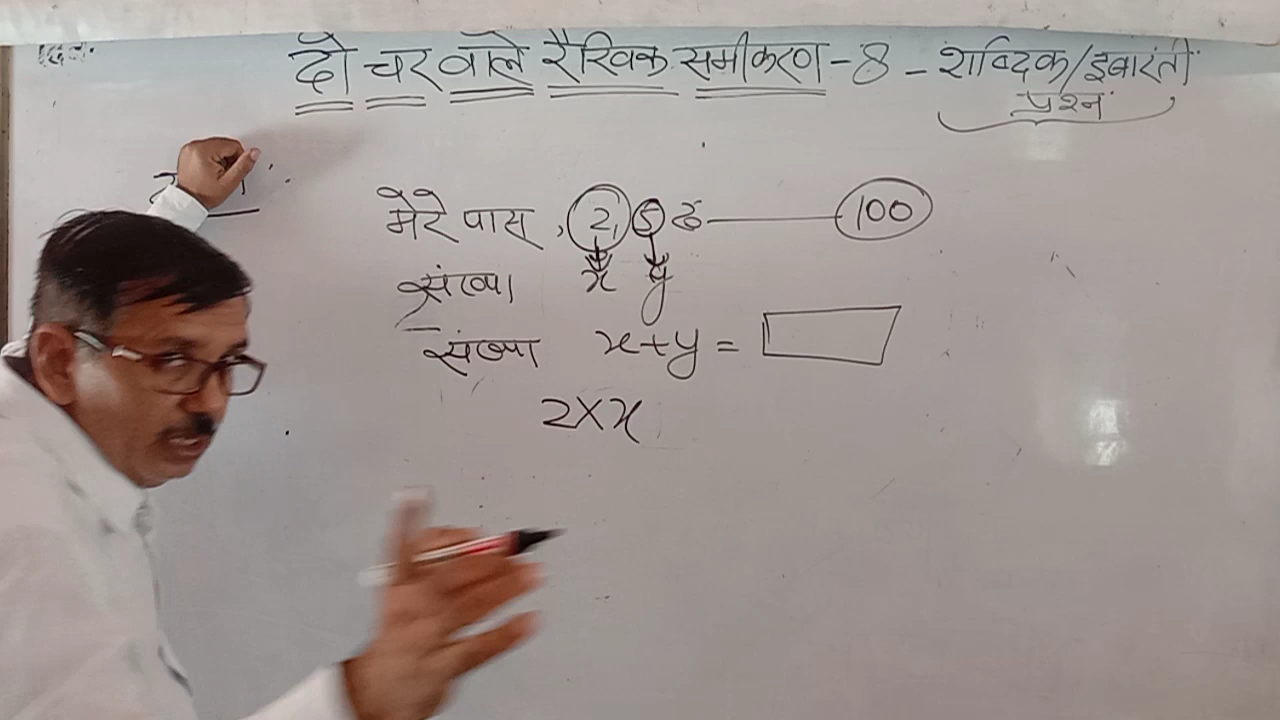 दो चर वाले रैखिक समीकरण - 8 - शाब्दिक/इबारती
प्रश्न
मेरे पास, 2, 5 रु 100
संख्या x y
संख्या x+y=
2×x